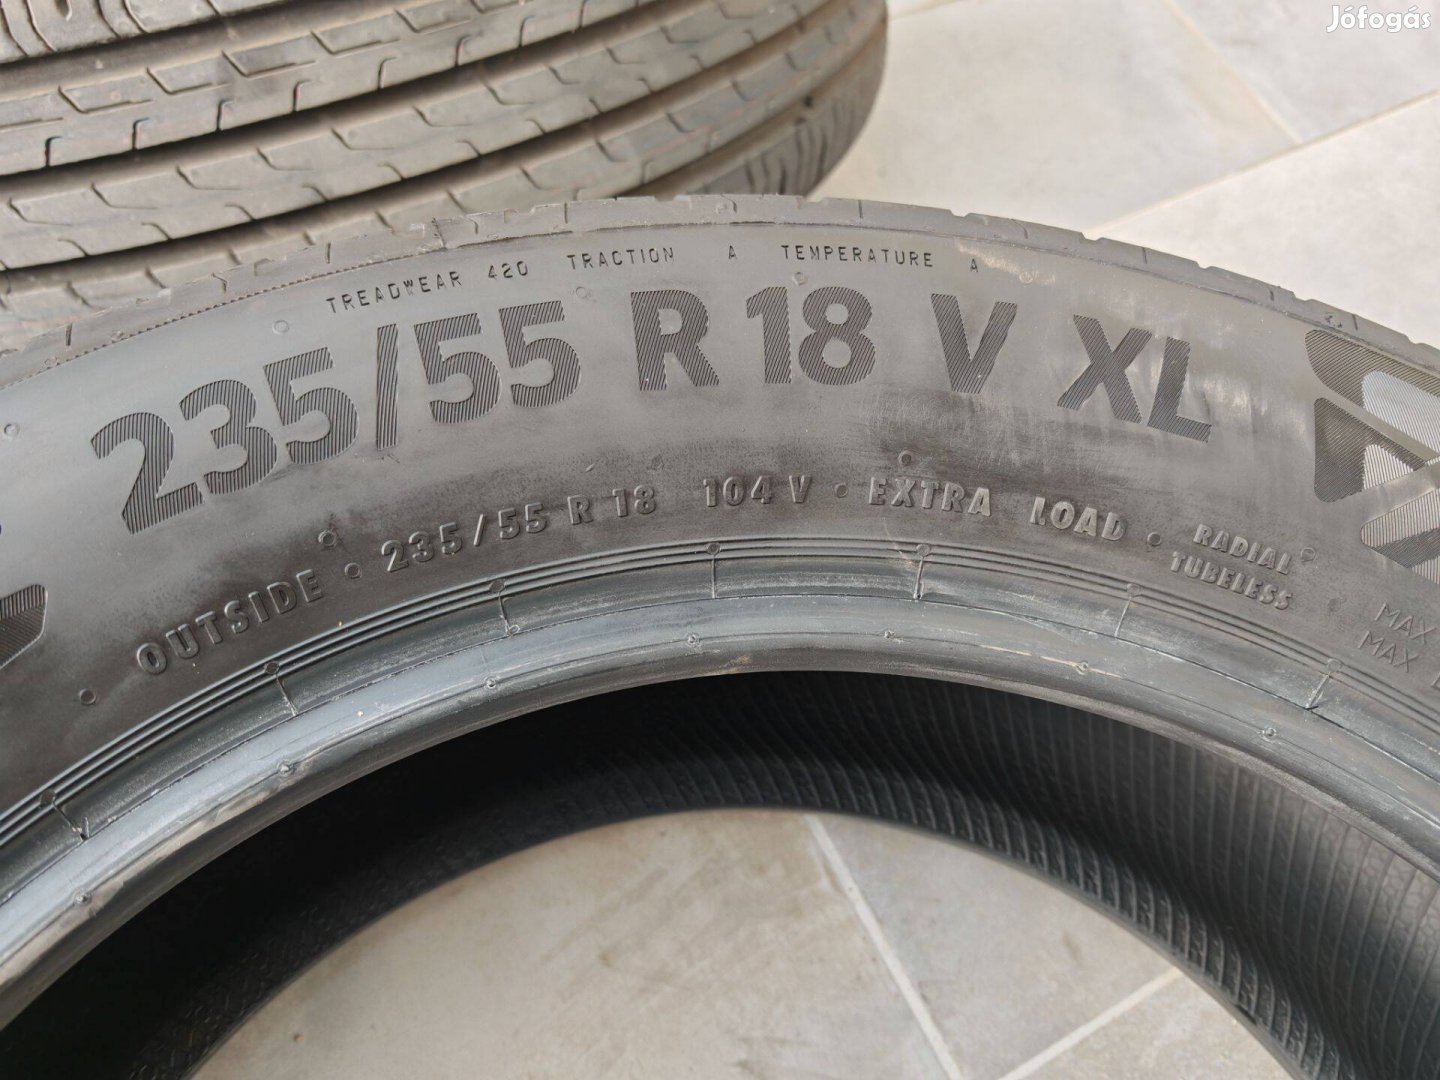 Jófogás
TREADWEAR 420 TRACTION A TEMPERATURE A
235/55 R 18 V XL
OUTSIDE • 235/55 R 18 104 V • EXTRA LOAD • RADIAL
TUBELESS
MAX
MAX